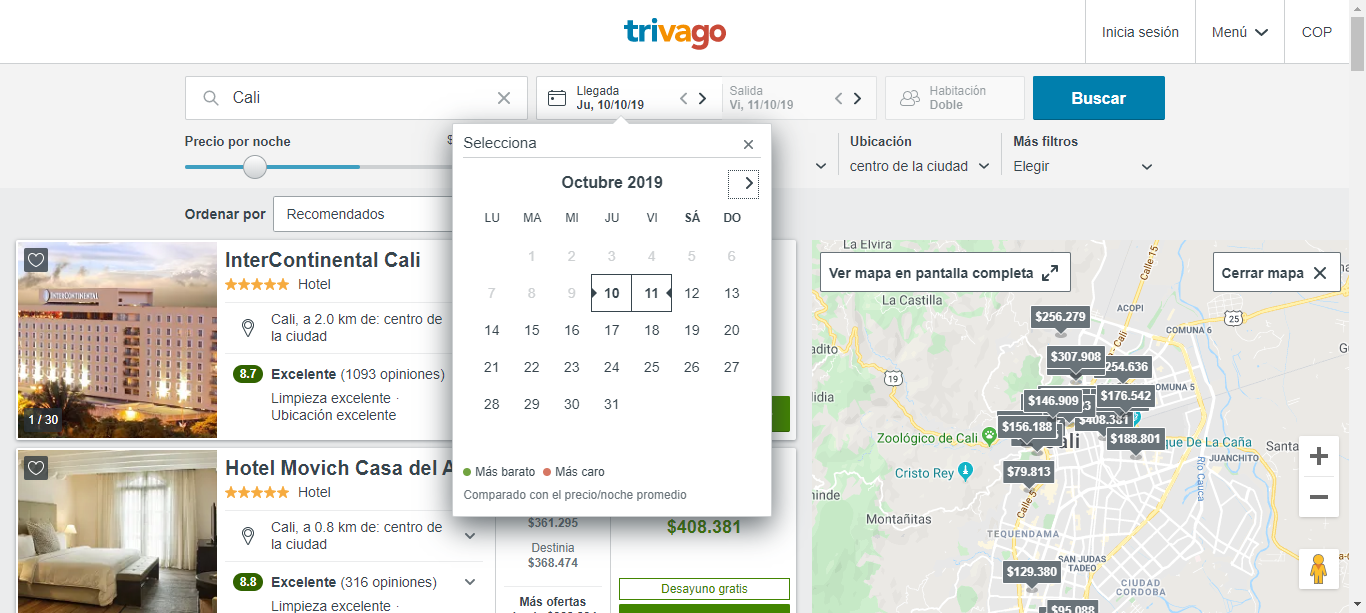 trivago
Inicia sesión
Menú
COP
Cali
Llegada
Ju, 10/10/19
Salida
Vi, 11/10/19
Habitación
Doble
Buscar
Precio por noche
$
Ubicación
centro de la ciudad
Más filtros
Elegir
Ordenar por
Recomendados
Selecciona
Octubre 2019
LU MA MI JU VI SÁ DO
1 2 3 4 5 6
7 8 9 10 11 12 13
14 15 16 17 18 19 20
21 22 23 24 25 26 27
28 29 30 31
Más barato Más caro
Comparado con el precio/noche promedio
INTERCONTINENTAL
1 / 30
InterContinental Cali
Hotel
Cali, a 2.0 km de: centro de
la ciudad
8.7 Excelente (1093 opiniones)
Limpieza excelente ·
Ubicación excelente
Hotel Movich Casa del A
Hotel
Cali, a 0.8 km de: centro de
la ciudad
8.8 Excelente (316 opiniones)
Limpieza excelente ·
$361.295
Destinia
$368.474
Más ofertas
$408.381
Desayuno gratis
Ver mapa en pantalla completa
Cerrar mapa
La Elvira
Calle 15
La Castilla
ACOPI
COMUNA 6
25
$256.279
adito
$307.908
254.636
19
a - Cali
lidia
OMUNA 5
$146.909
$176.542
$156.188
$408.381
$188.801
Zoológico de Cali
ali
que De La Caña
Santa
JUANCHITO
Cristo Rey
$79.813
Río Cauca
inde
Calle 5
Montañitas
TEQUENDAMA
SAN JUDAS
TADEO
$129.380
CIUDAD
CORDOBA
$95.088